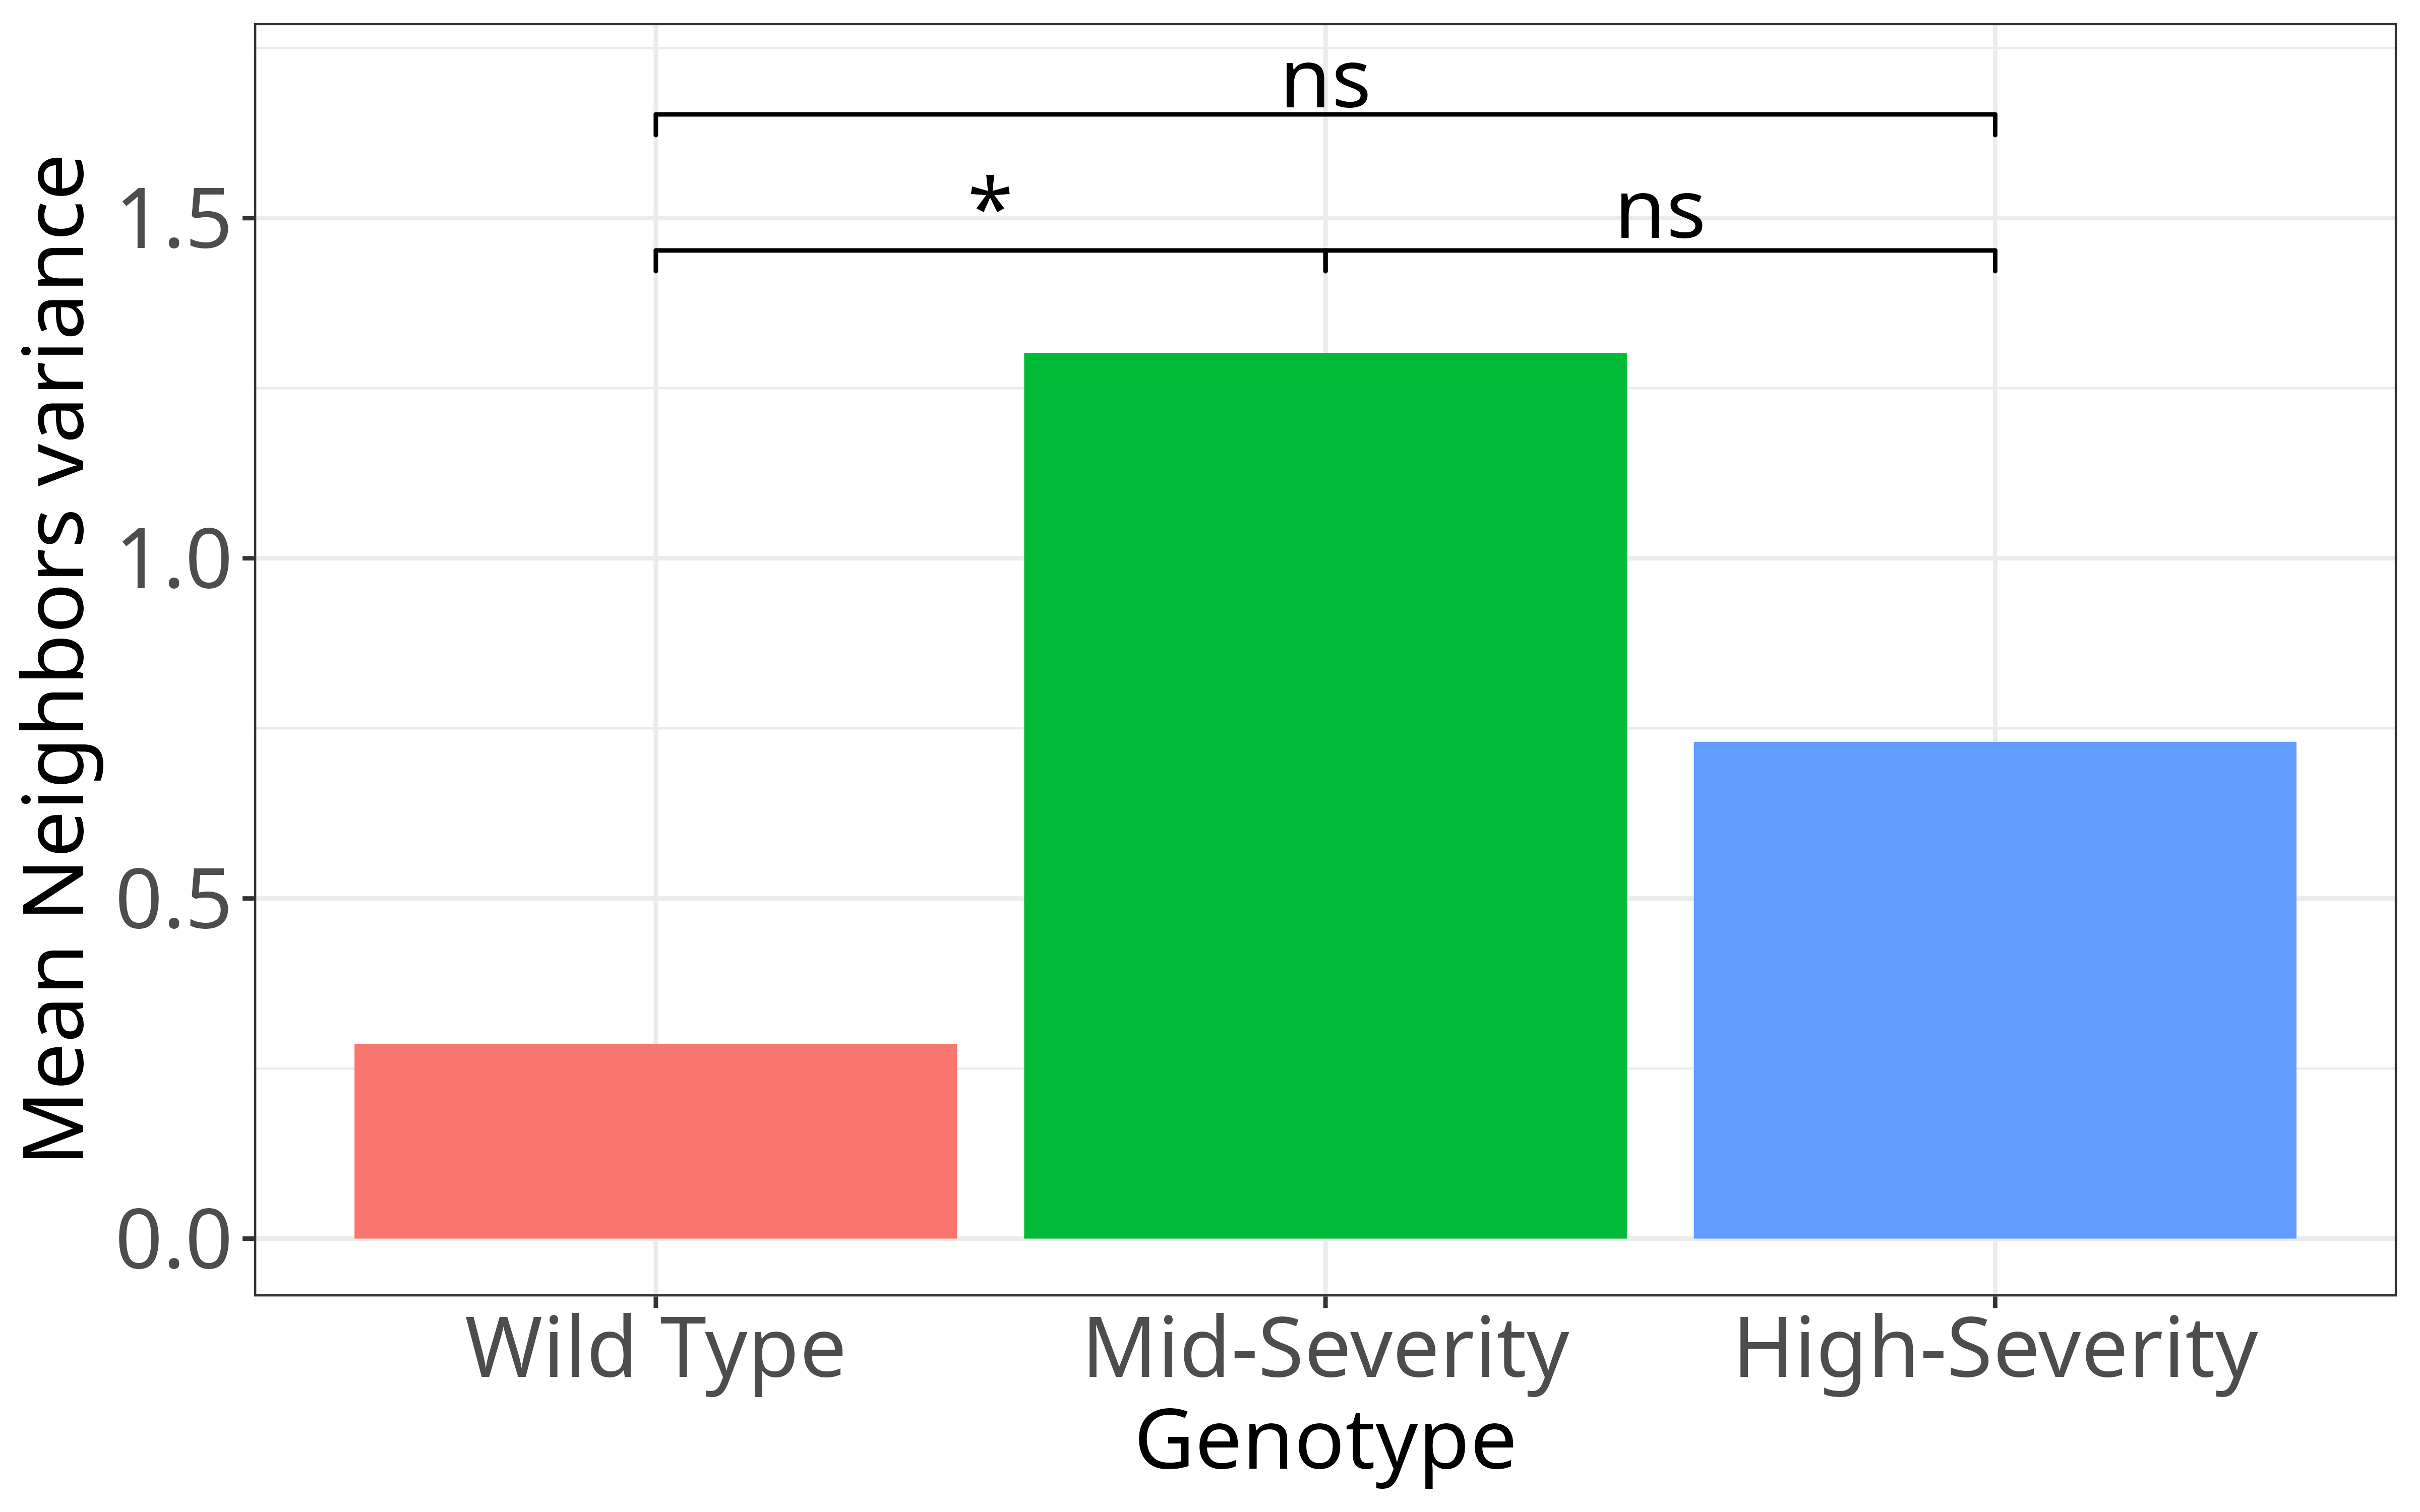 ns
*
ns
1.5
1.0
0.5
0.0
Mean Neighbors variance
Wild Type
Mid-Severity
High-Severity
Genotype